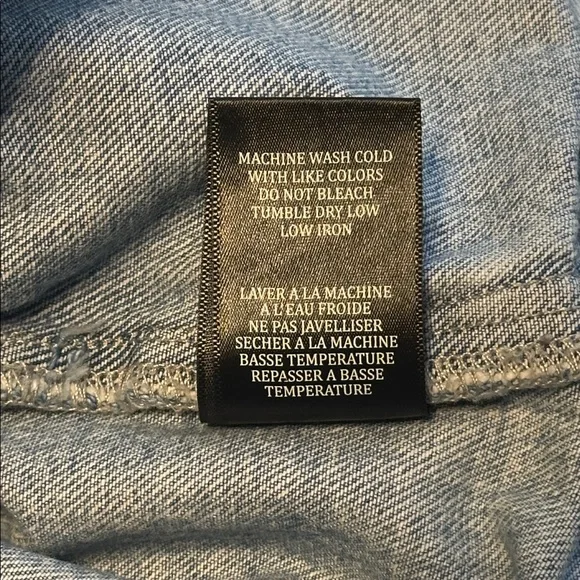 MACHINE WASH COLD
WITH LIKE COLORS
DO NOT BLEACH
TUMBLE DRY LOW
LOW IRON
LAVER A LA MACHINE
A L'EAU FROIDE
NE PAS JAVELLISER
SECHER A LA MACHINE
BASSE TEMPERATURE
REPASSER A BASSE
TEMPERATURE